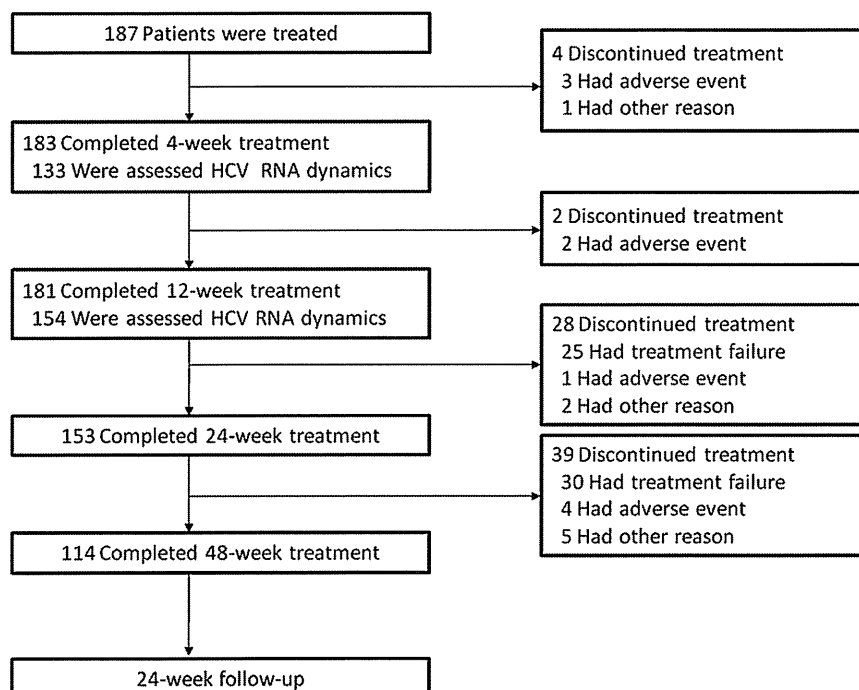 187 Patients were treated
4 Discontinued treatment
3 Had adverse event
1 Had other reason
183 Completed 4-week treatment
133 Were assessed HCV RNA dynamics
2 Discontinued treatment
2 Had adverse event
181 Completed 12-week treatment
154 Were assessed HCV RNA dynamics
28 Discontinued treatment
25 Had treatment failure
1 Had adverse event
2 Had other reason
153 Completed 24-week treatment
39 Discontinued treatment
30 Had treatment failure
4 Had adverse event
5 Had other reason
114 Completed 48-week treatment
24-week follow-up